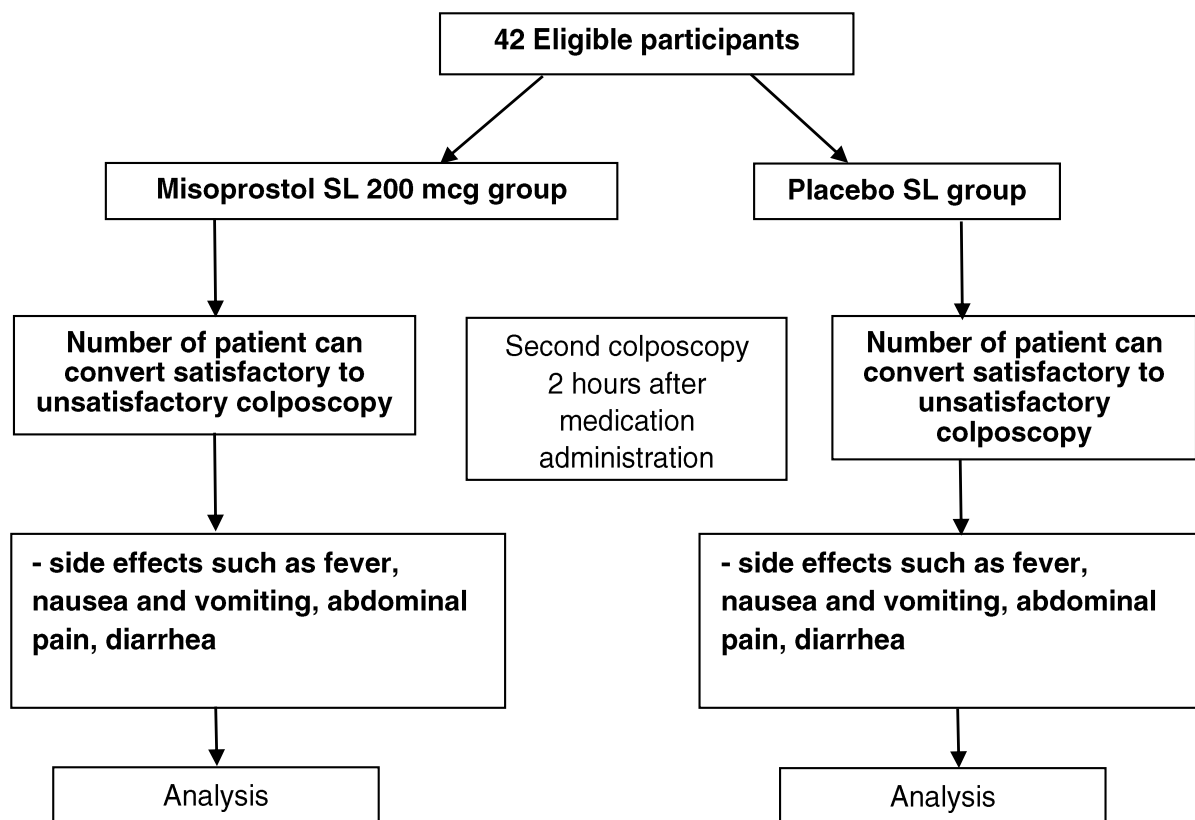 42 Eligible participants
Misoprostol SL 200 mcg group
Placebo SL group
Number of patient can
convert satisfactory to
unsatisfactory colposcopy
Second colposcopy
2 hours after
medication
administration
Number of patient can
convert satisfactory to
unsatisfactory
colposcopy
- side effects such as fever,
nausea and vomiting, abdominal
pain, diarrhea
- side effects such as fever,
nausea and vomiting, abdominal
pain, diarrhea
Analysis
Analysis